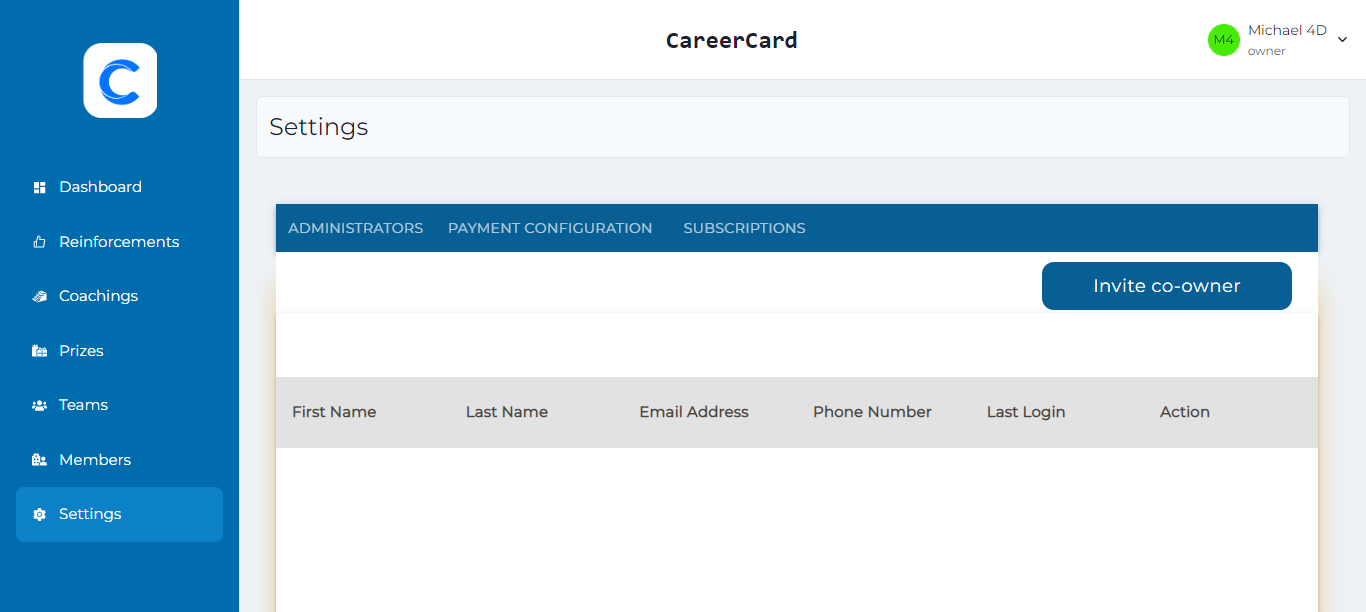 CareerCard
M4
Michael 4D
owner
Settings
Dashboard
Reinforcements
Coachings
Prizes
Teams
Members
Settings
ADMINISTRATORS PAYMENT CONFIGURATION SUBSCRIPTIONS
Invite co-owner
First Name Last Name Email Address Phone Number Last Login Action